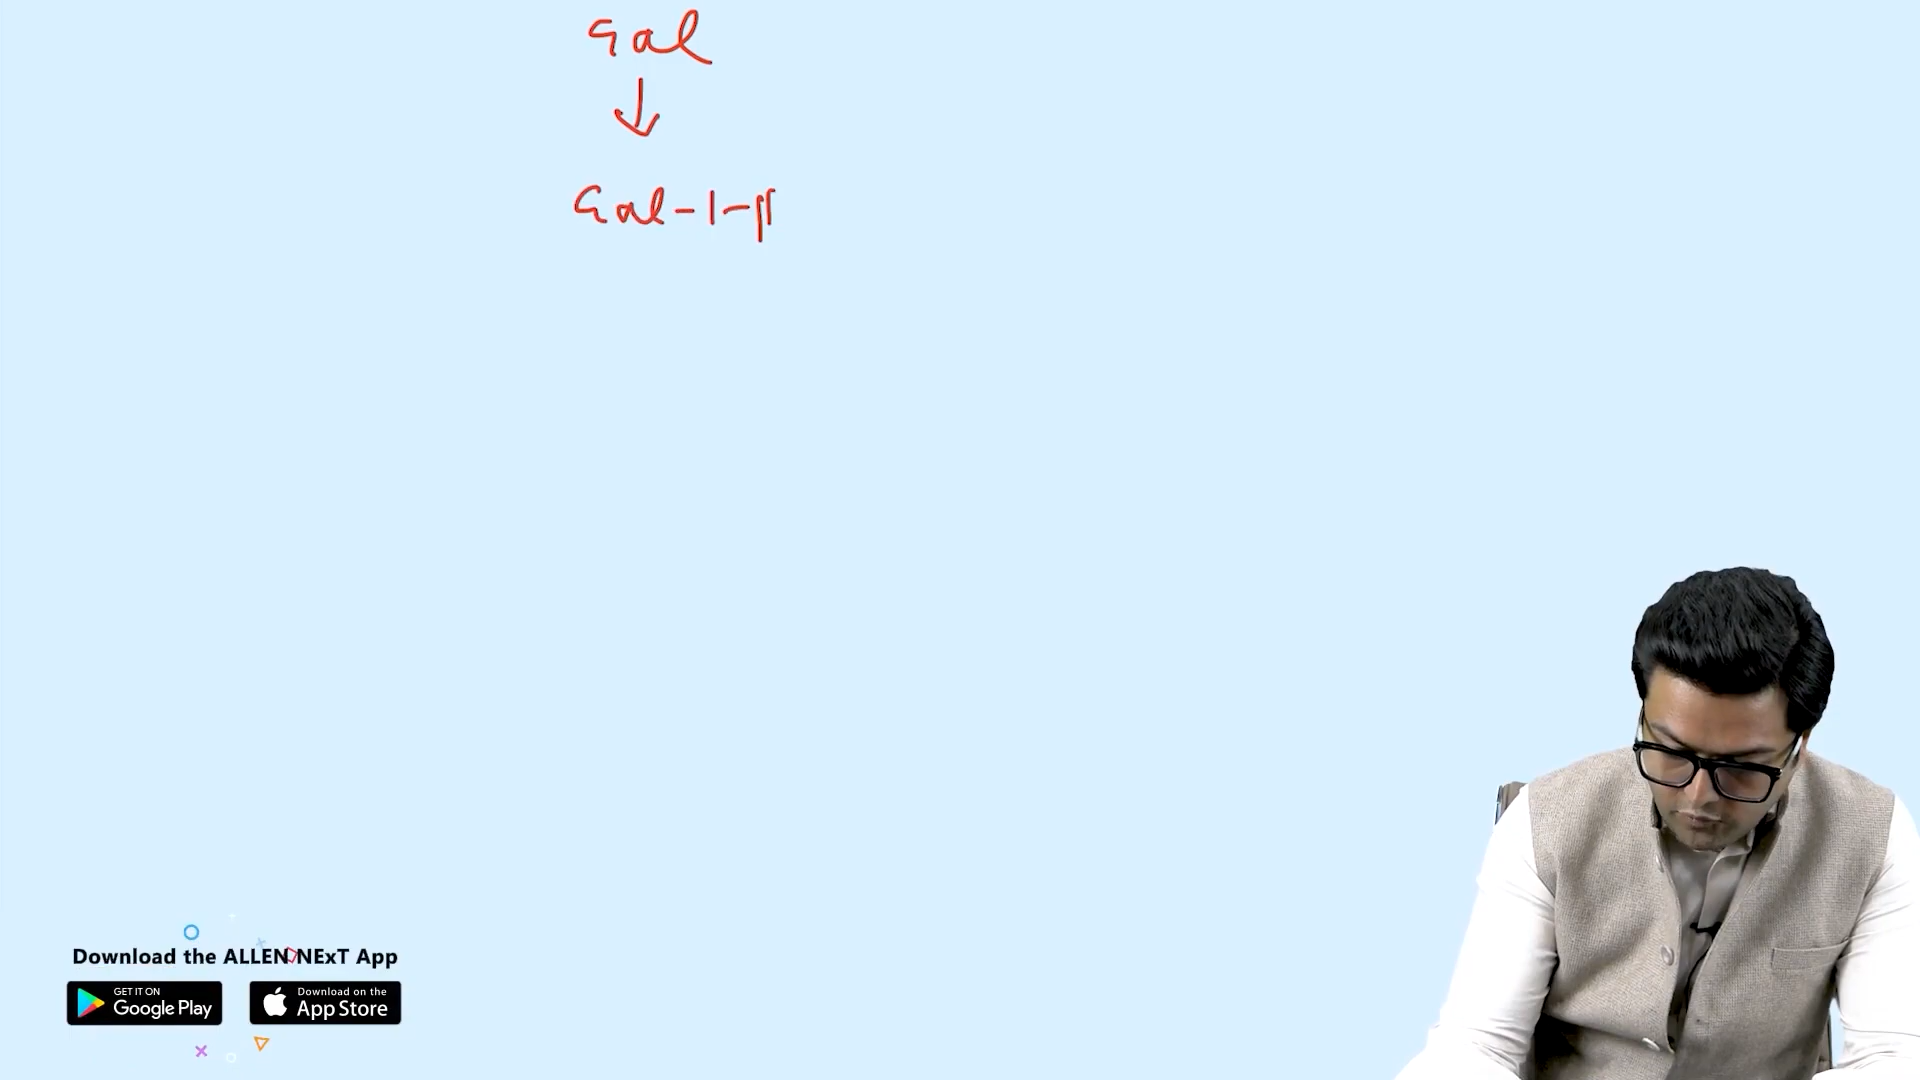 Gal
↓
Gal-1-p
Download the ALLEN NExT App
GET IT ON
Google Play
Download on the
App Store